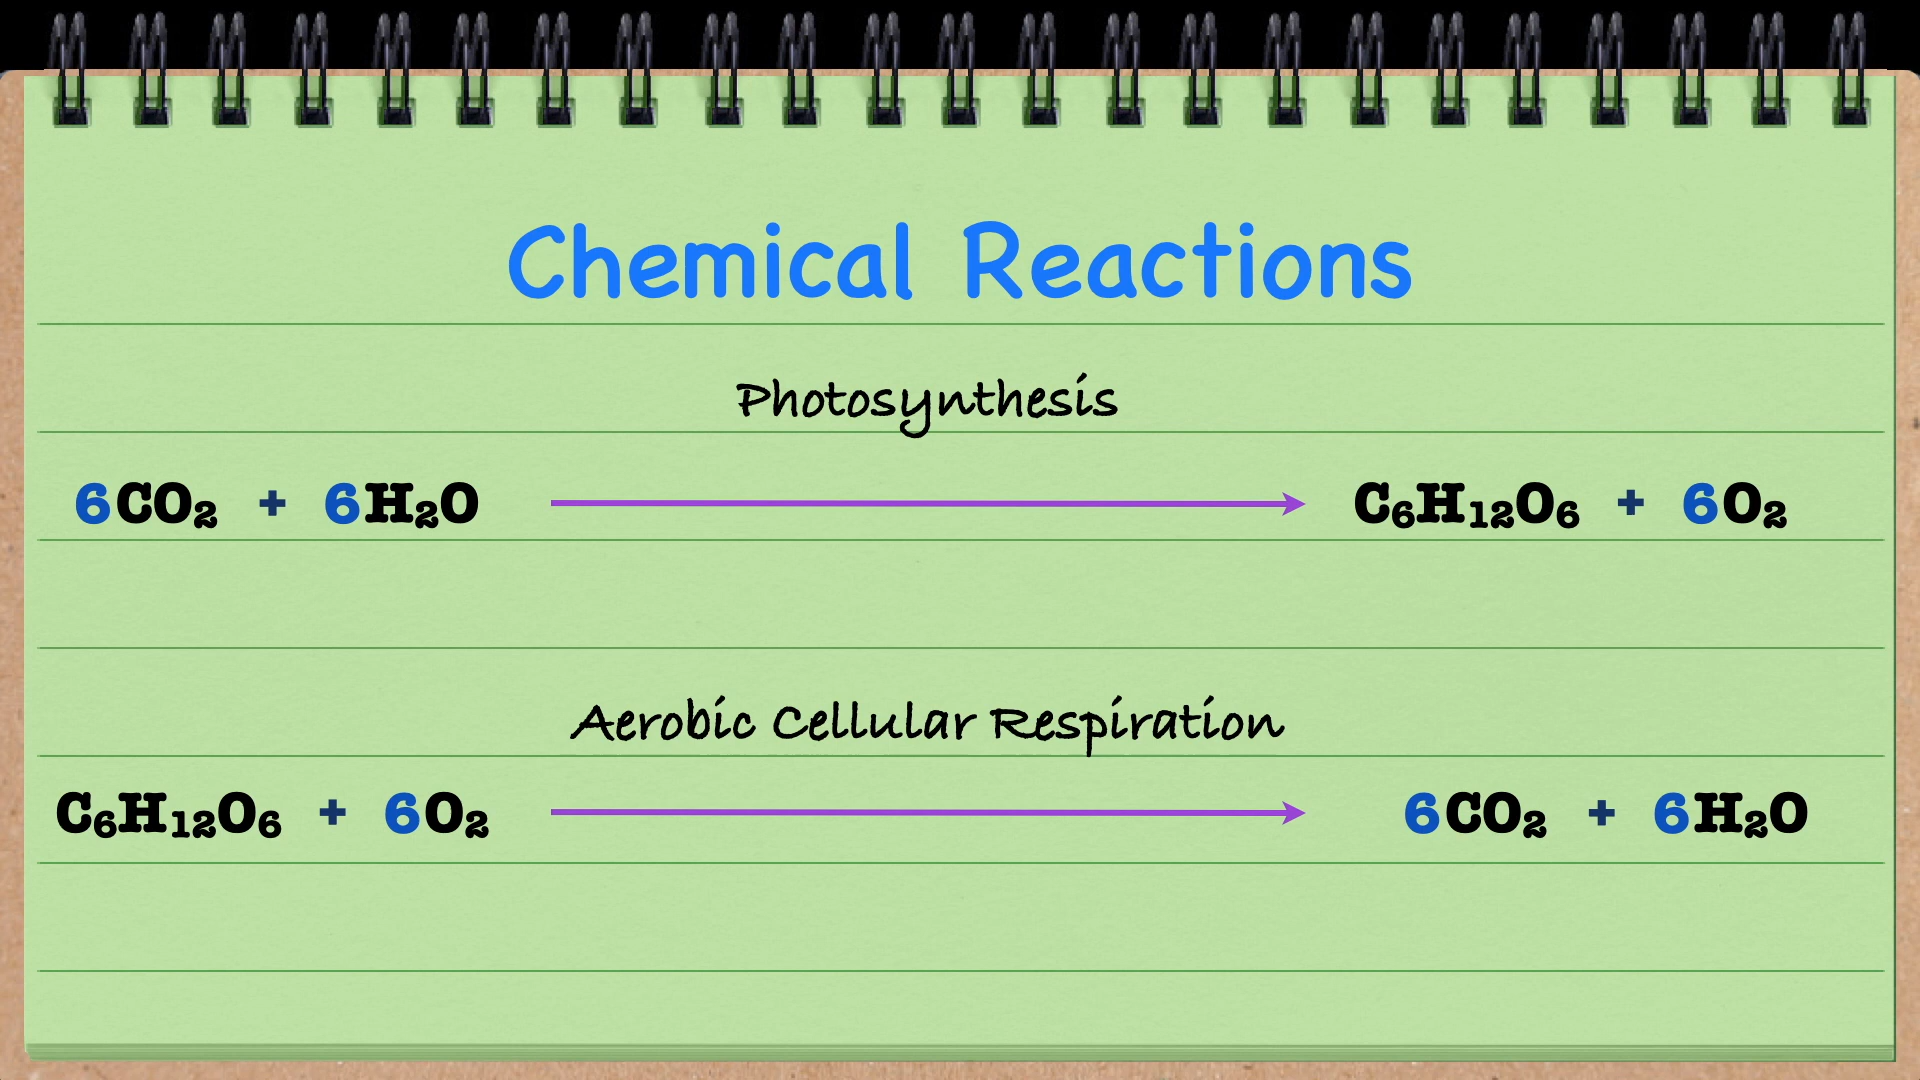 Chemical Reactions
Photosynthesis
6CO₂ + 6H₂O → C₆H₁₂O₆ + 6O₂
Aerobic Cellular Respiration
C₆H₁₂O₆ + 6O₂ → 6CO₂ + 6H₂O